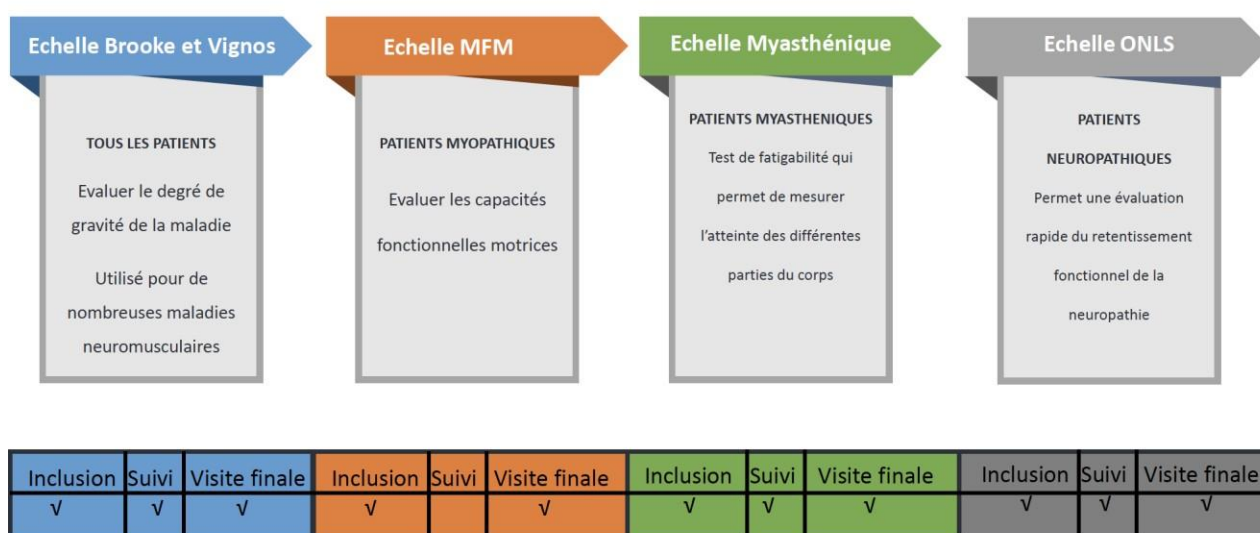 Echelle Brooke et Vignos
TOUS LES PATIENTS
Evaluer le degré de
gravité de la maladie
Utilisé pour de
nombreuses maladies
neuromusculaires
Echelle MFM
PATIENTS MYOPATHIQUES
Evaluer les capacités
fonctionnelles motrices
Echelle Myasthénique
PATIENTS MYASTHENIQUES
Test de fatigabilité qui
permet de mesurer
l’atteinte des différentes
parties du corps
Echelle ONLS
PATIENTS
NEUROPATHIQUES
Permet une évaluation
rapide du retentissement
fonctionnel de la
neuropathie
Inclusion Suivi Visite finale Inclusion Suivi Visite finale Inclusion Suivi Visite finale Inclusion Suivi Visite finale
√ √ √ √ √ √ √ √ √ √ √